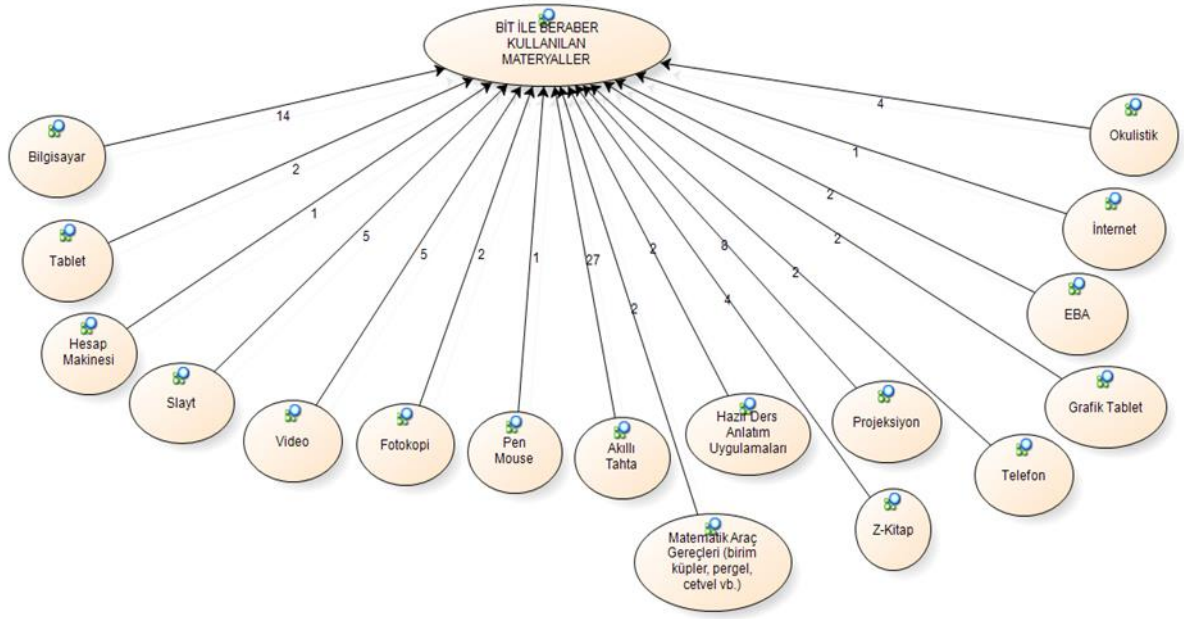 BİT İLE BERABER
KULLANILAN
MATERYALLER
14
2
1
5
5
2
1
27
2
2
4
8
2
2
2
1
4
Bilgisayar
Tablet
Hesap
Makinesi
Slayt
Video
Fotokopi
Pen
Mouse
Akıllı
Tahta
Matematik Araç
Gereçleri (birim
küpler, pergel,
cetvel vb.)
Hazır Ders
Anlatım
Uygulamaları
Z-Kitap
Projeksiyon
Telefon
Grafik Tablet
EBA
İnternet
Okulistik